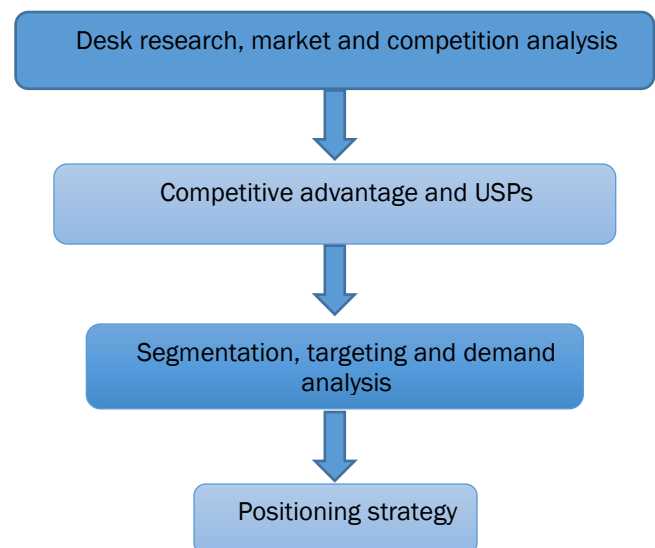 Desk research, market and competition analysis
Competitive advantage and USPs
Segmentation, targeting and demand
analysis
Positioning strategy